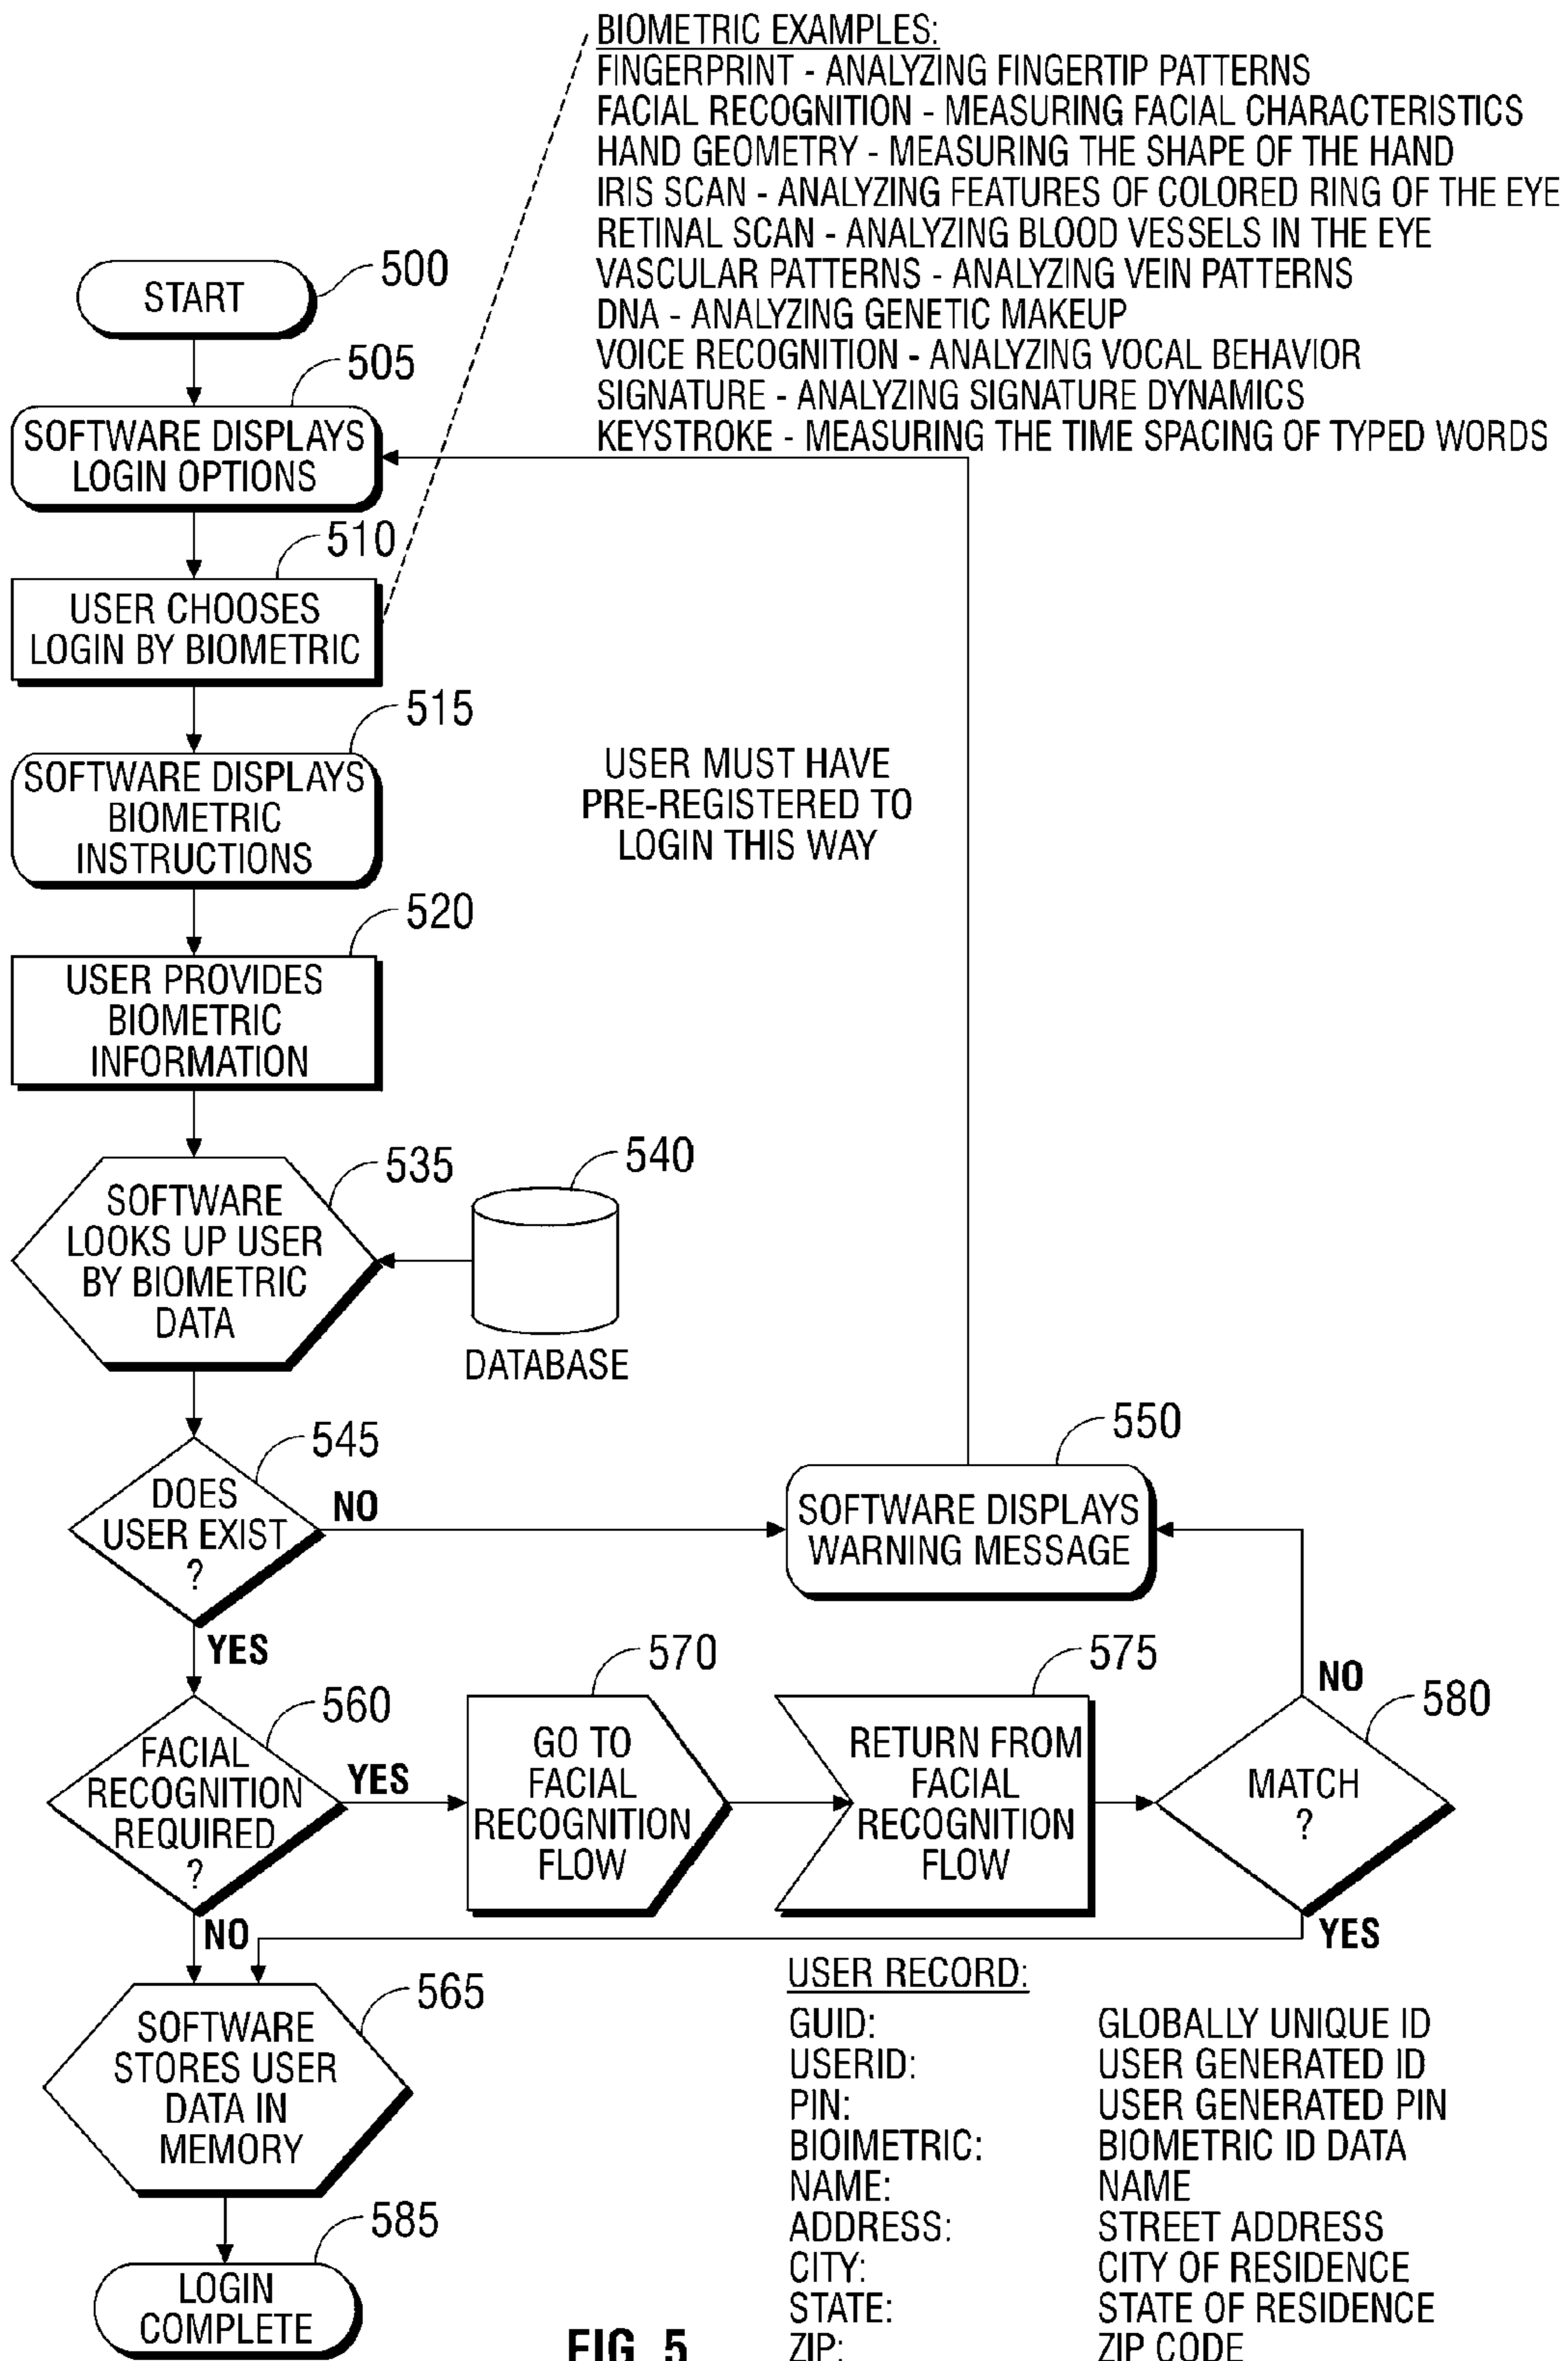 BIOMETRIC EXAMPLES:
FINGERPRINT - ANALYZING FINGERTIP PATTERNS
FACIAL RECOGNITION - MEASURING FACIAL CHARACTERISTICS
HAND GEOMETRY - MEASURING THE SHAPE OF THE HAND
IRIS SCAN - ANALYZING FEATURES OF COLORED RING OF THE EYE
RETINAL SCAN - ANALYZING BLOOD VESSELS IN THE EYE
VASCULAR PATTERNS - ANALYZING VEIN PATTERNS
DNA - ANALYZING GENETIC MAKEUP
VOICE RECOGNITION - ANALYZING VOCAL BEHAVIOR
SIGNATURE - ANALYZING SIGNATURE DYNAMICS
KEYSTROKE - MEASURING THE TIME SPACING OF TYPED WORDS
500
START
505
SOFTWARE DISPLAYS
LOGIN OPTIONS
510
USER CHOOSES
LOGIN BY BIOMETRIC
515
SOFTWARE DISPLAYS
BIOMETRIC
INSTRUCTIONS
USER MUST HAVE
PRE-REGISTERED TO
LOGIN THIS WAY
520
USER PROVIDES
BIOMETRIC
INFORMATION
535
SOFTWARE
LOOKS UP USER
BY BIOMETRIC
DATA
540
DATABASE
545
DOES
USER EXIST
?
NO
YES
550
SOFTWARE DISPLAYS
WARNING MESSAGE
560
FACIAL
RECOGNITION
REQUIRED
?
YES
NO
570
GO TO
FACIAL
RECOGNITION
FLOW
575
RETURN FROM
FACIAL
RECOGNITION
FLOW
580
MATCH
?
NO
YES
565
SOFTWARE
STORES USER
DATA IN
MEMORY
585
LOGIN
COMPLETE
USER RECORD:
GUID: GLOBALLY UNIQUE ID
USERID: USER GENERATED ID
PIN: USER GENERATED PIN
BIOIMETRIC: BIOMETRIC ID DATA
NAME: NAME
ADDRESS: STREET ADDRESS
CITY: CITY OF RESIDENCE
STATE: STATE OF RESIDENCE
ZIP: ZIP CODE
FIG. 5